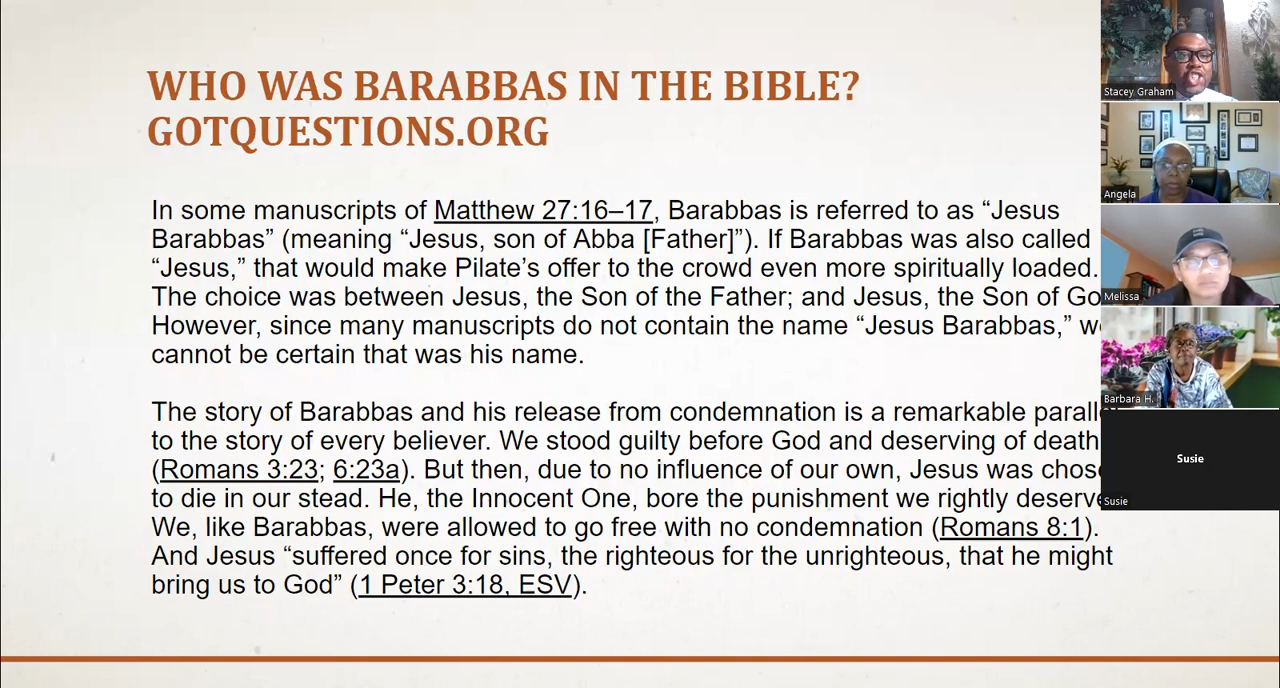 WHO WAS BARABBAS IN THE BIBLE?
GOTQUESTIONS.ORG
In some manuscripts of Matthew 27:16–17, Barabbas is referred to as “Jesus
Barabbas” (meaning “Jesus, son of Abba [Father]”). If Barabbas was also called
“Jesus,” that would make Pilate’s offer to the crowd even more spiritually loaded.
The choice was between Jesus, the Son of the Father; and Jesus, the Son of
However, since many manuscripts do not contain the name “Jesus Barabbas,”
cannot be certain that was his name.
The story of Barabbas and his release from condemnation is a remarkable
to the story of every believer. We stood guilty before God and deserving of death
(Romans 3:23; 6:23a). But then, due to no influence of our own, Jesus was
to die in our stead. He, the Innocent One, bore the punishment we rightly
We, like Barabbas, were allowed to go free with no condemnation (Romans 8:1).
And Jesus “suffered once for sins, the righteous for the unrighteous, that he might
bring us to God” (1 Peter 3:18, ESV).
Stacey Graham
Angela
Melissa
Barbara H.
Susie
Susie